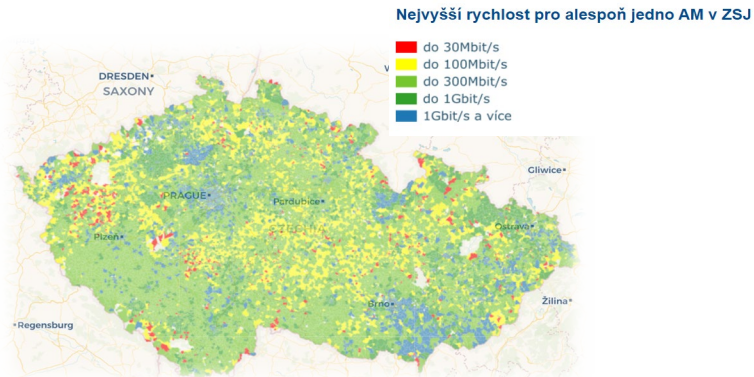 Nejvyšší rychlost pro alespoň jedno AM v ZSJ
do 30Mbit/s
do 100Mbit/s
do 300Mbit/s
do 1Gbit/s
1Gbit/s a více
DRESDEN
SAXONY
Gliwice
PRAGUE
Pardubice
CZECHIA
Ostrava
Plzeň
Brno
Žilina
Regensburg